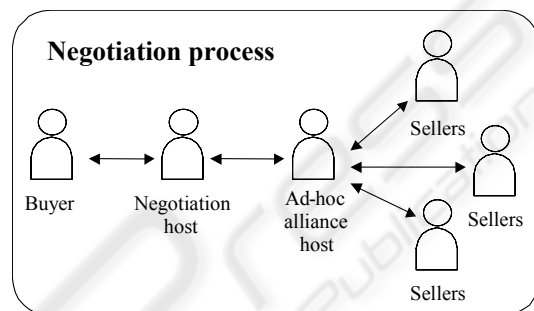 Negotiation process
Sellers
Buyer
Negotiation
host
Ad-hoc
alliance
host
Sellers
Sellers